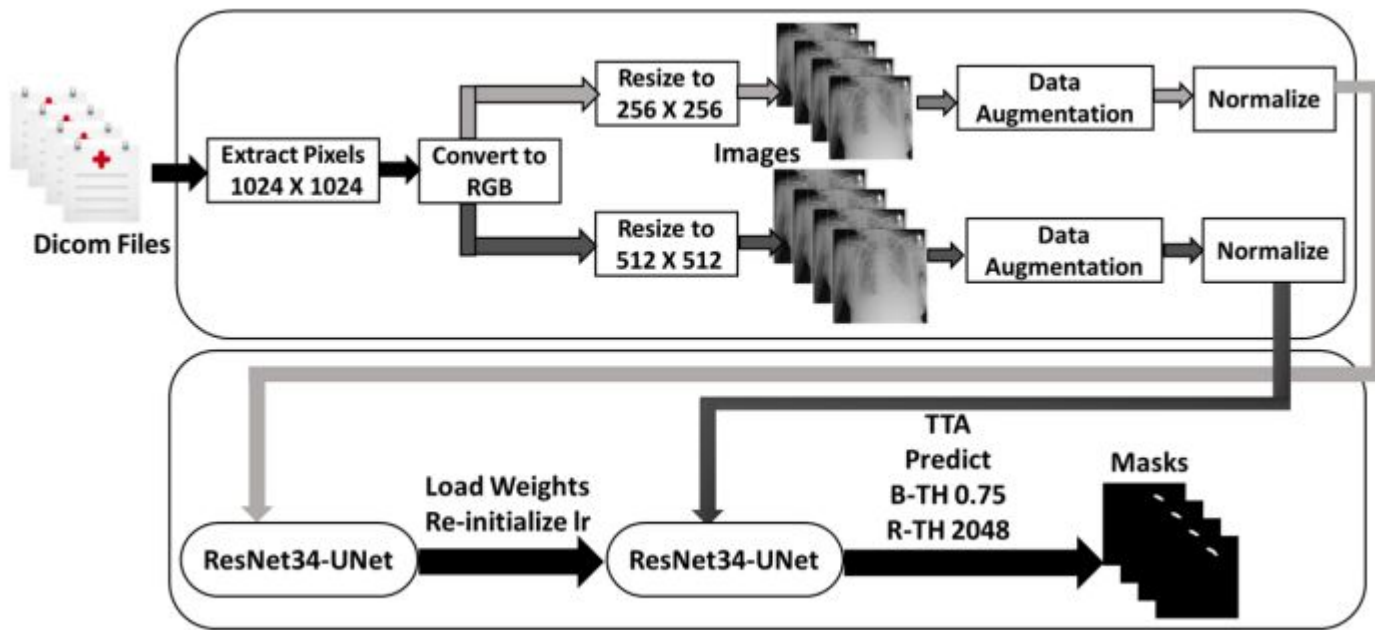 Dicom Files
Extract Pixels
1024 X 1024
Convert to
RGB
Resize to
256 X 256
Images
Data
Augmentation
Normalize
Resize to
512 X 512
Data
Augmentation
Normalize
ResNet34-UNet
Load Weights
Re-initialize lr
ResNet34-UNet
TTA
Predict
B-TH 0.75
R-TH 2048
Masks